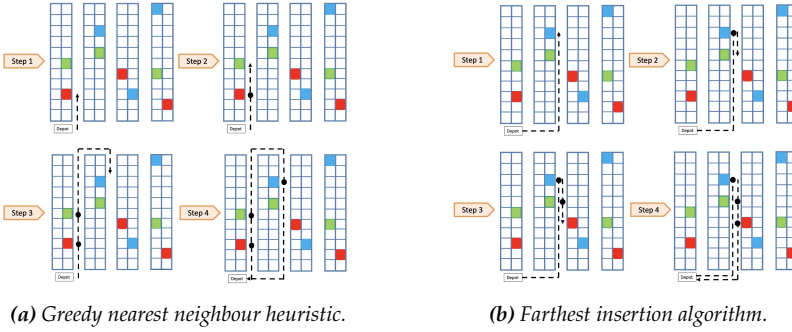 Step 1
Step 2
Step 1
Step 2
Depot
Depot
Depot
Depot
Step 3
Step 4
Step 3
Step 4
Depot
Depot
Depot
Depot
(a) Greedy nearest neighbour heuristic.
(b) Farthest insertion algorithm.